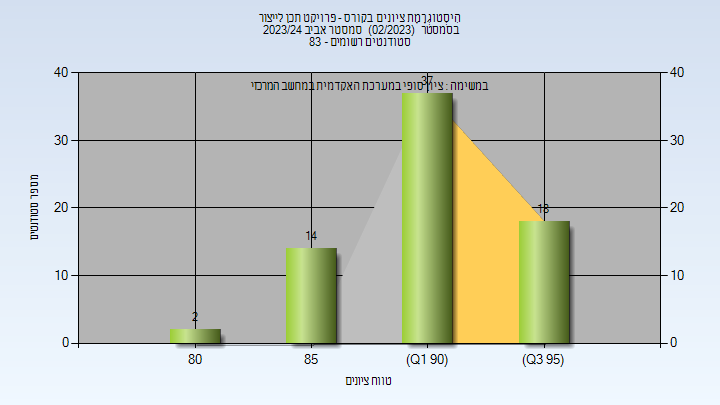 היסטוגרמת ציונים בקורס - פרויקט תכן לייצור
בסמסטר (02/2023) סמסטר אביב 2023/24
סטודנטים רשומים - 83
במשימה : ציון סופי במערכת האקדמית במחשב המרכזי
40
30
20
10
0
40
30
20
10
0
מספר סטודנטים
2
14
37
18
80
85
(Q1 90)
(Q3 95)
טווח ציונים